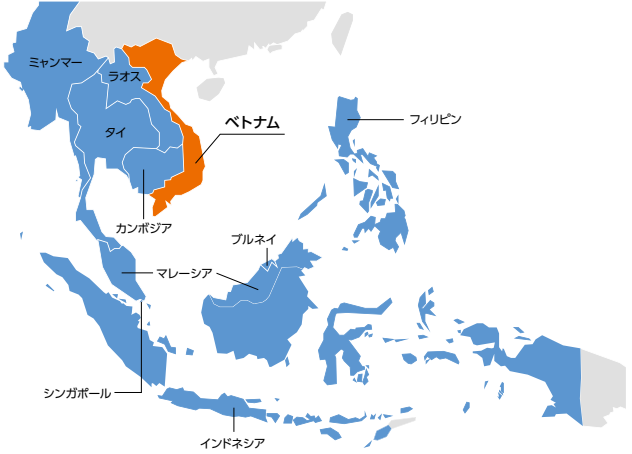 ミャンマー
ラオス
タイ
ベトナム
フィリピン
カンボジア
ブルネイ
マレーシア
シンガポール
インドネシア